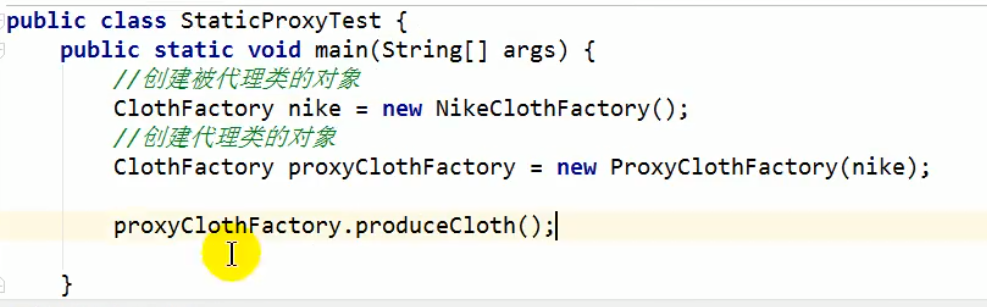 public class StaticProxyTest {
    public static void main(String[] args) {
        //创建被代理类的对象
        ClothFactory nike = new NikeClothFactory();
        //创建代理类的对象
        ClothFactory proxyClothFactory = new ProxyClothFactory(nike);
        proxyClothFactory.produceCloth();
    }